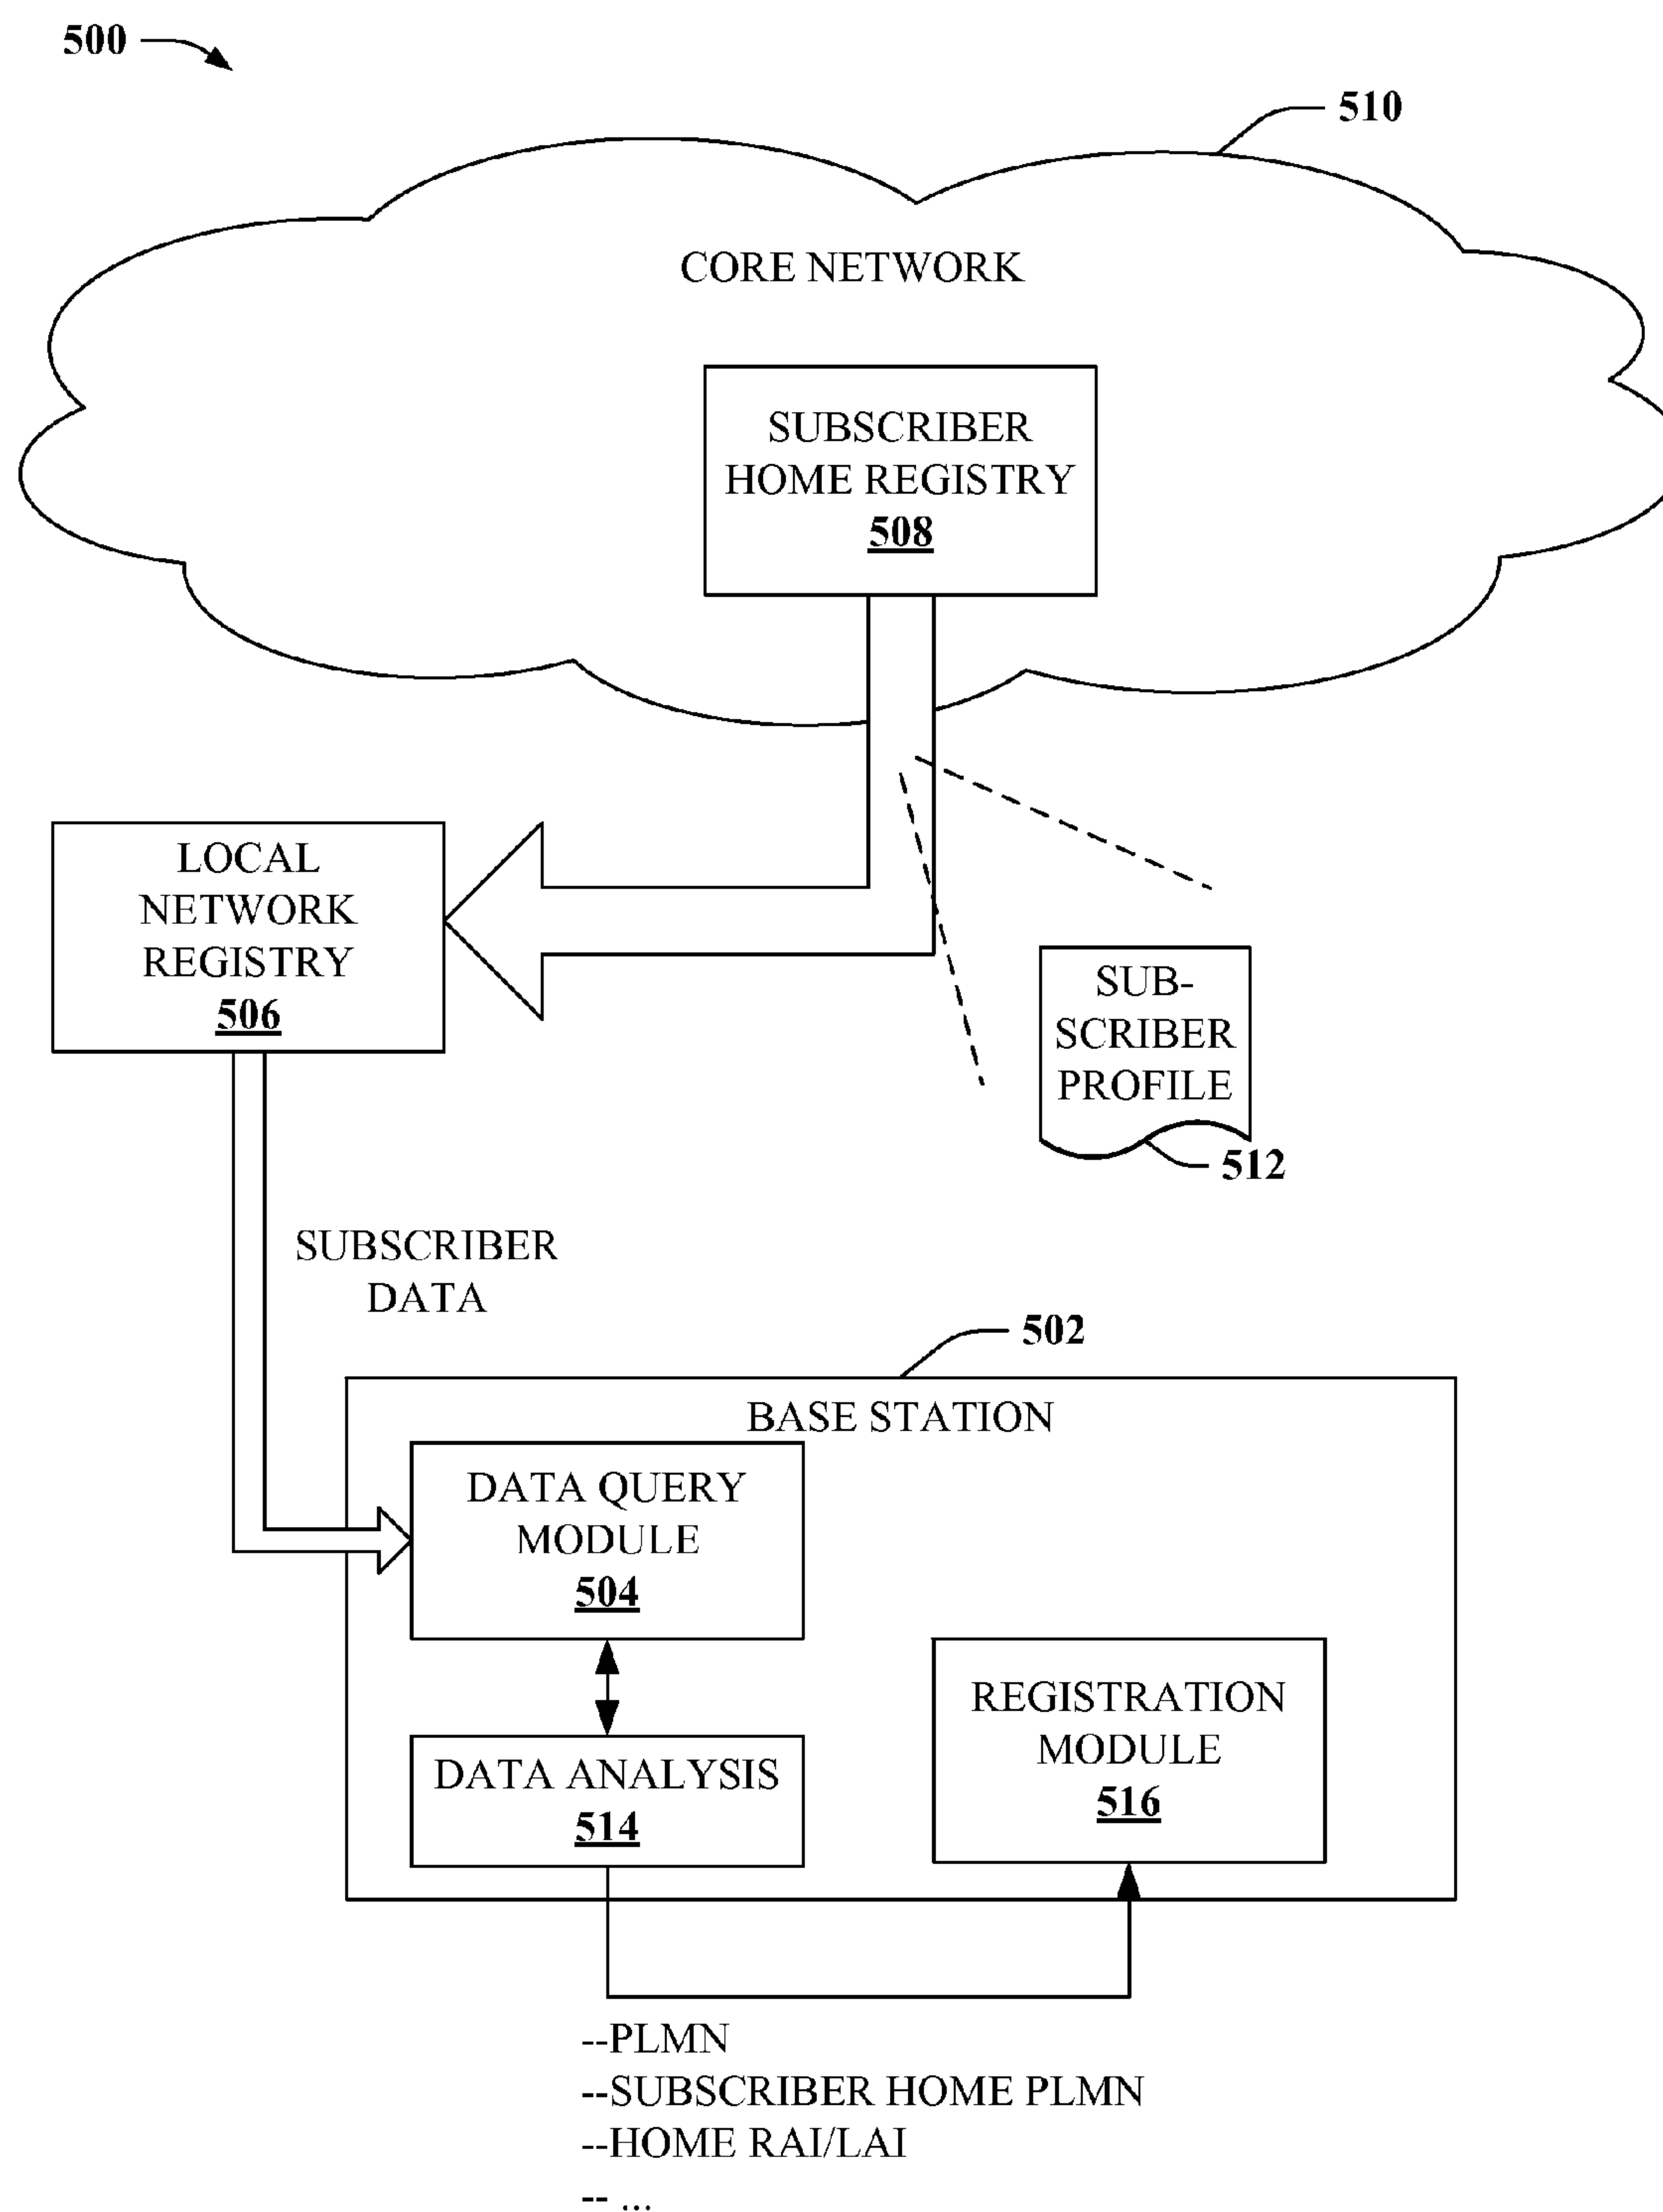 500
510
CORE NETWORK
SUBSCRIBER
HOME REGISTRY
508
LOCAL
NETWORK
REGISTRY
506
SUB-
SCRIBER
PROFILE
512
SUBSCRIBER
DATA
502
BASE STATION
DATA QUERY
MODULE
504
REGISTRATION
MODULE
516
DATA ANALYSIS
514
--PLMN
--SUBSCRIBER HOME PLMN
--HOME RAI/LAI
-- ...